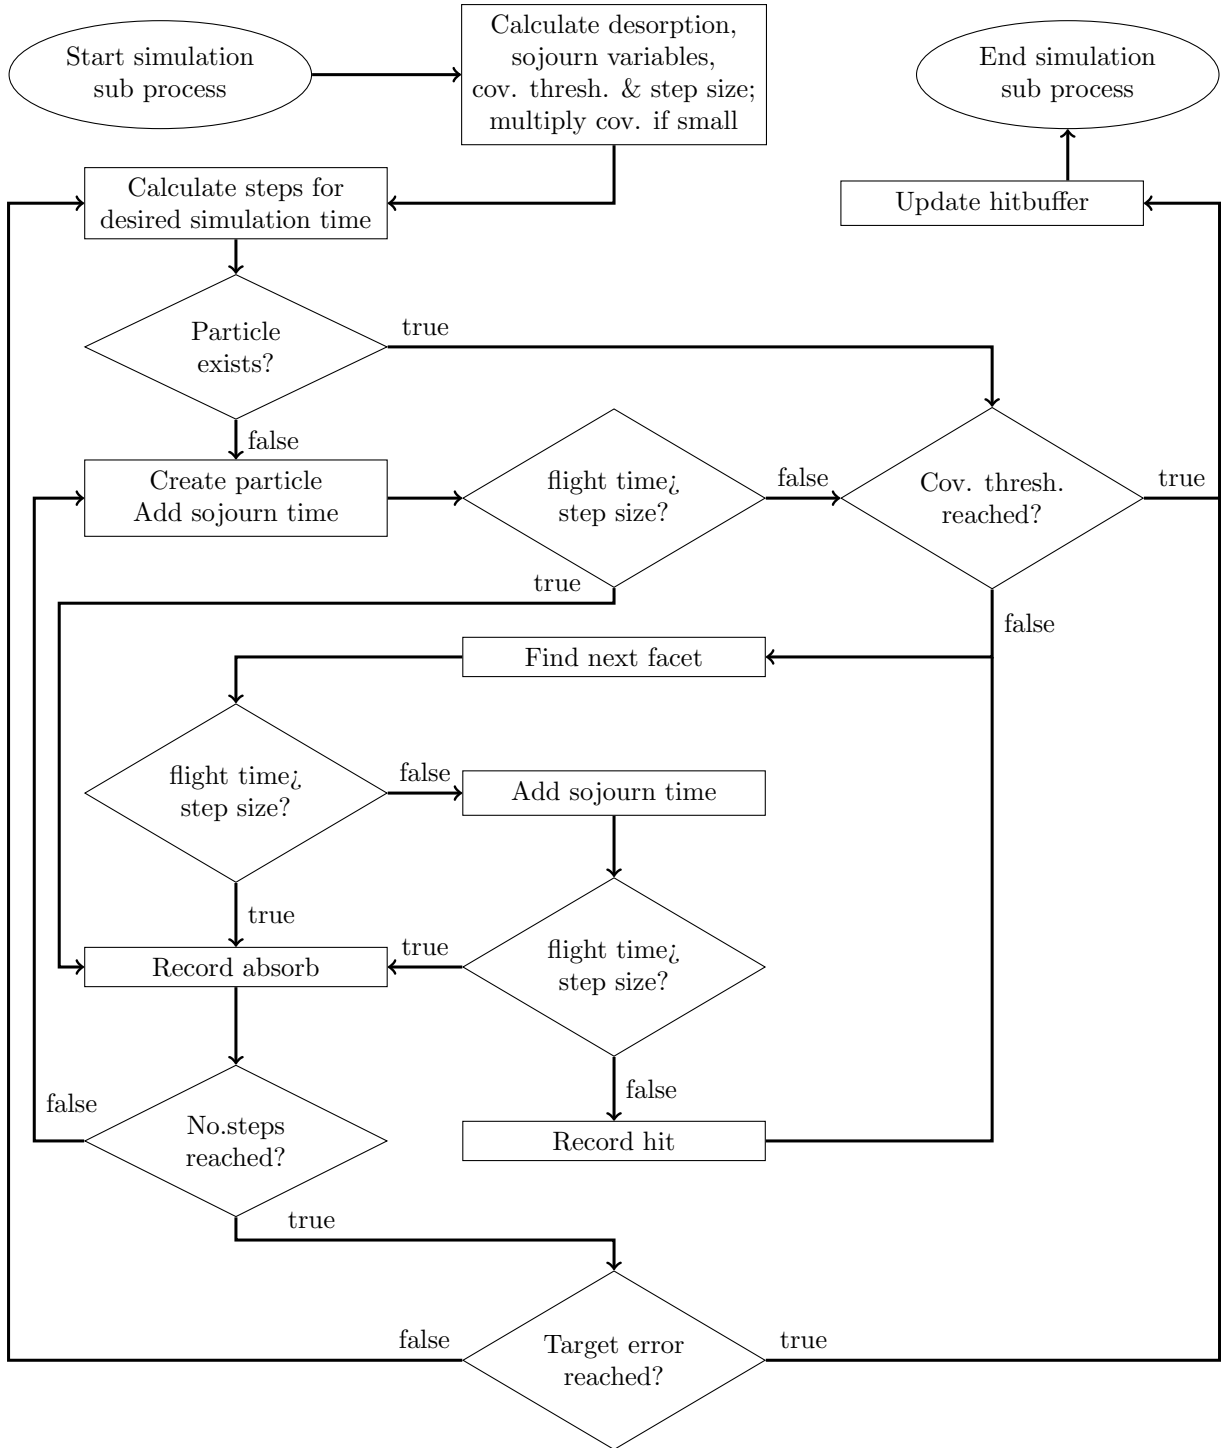 Start simulation
sub process
Calculate desorption,
sojourn variables,
cov. thresh. & step size;
multiply cov. if small
End simulation
sub process
Calculate steps for
desired simulation time
Update hitbuffer
Particle
exists?
true
false
Create particle
Add sojourn time
flight time¿
step size?
false
true
Cov. thresh.
reached?
true
false
Find next facet
flight time¿
step size?
false
true
Add sojourn time
flight time¿
step size?
true
false
Record absorb
Record hit
No.steps
reached?
false
true
Target error
reached?
false
true